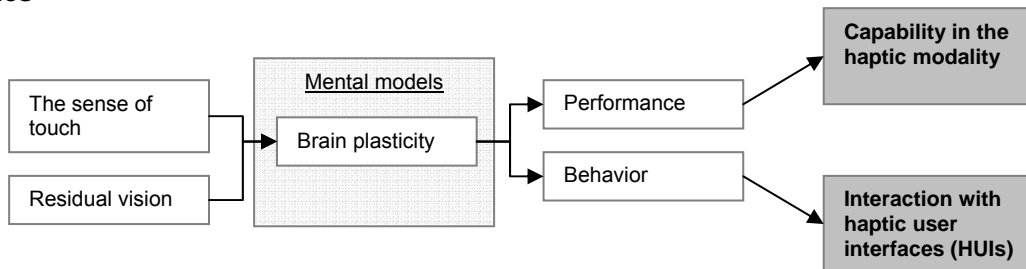 The sense of
touch
Residual vision
Mental models
Brain plasticity
Performance
Behavior
Capability in the
haptic modality
Interaction with
haptic user
interfaces (HUIs)